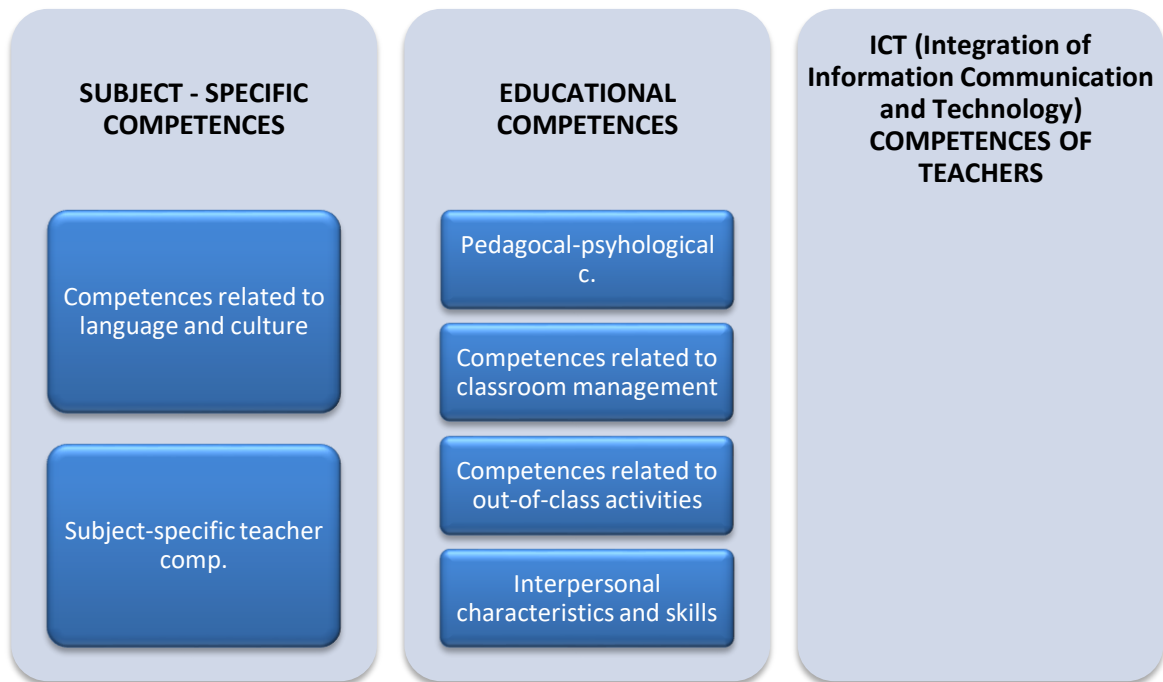 SUBJECT - SPECIFIC
COMPETENCES
Competences related to
language and culture
Subject-specific teacher
comp.
EDUCATIONAL
COMPETENCES
Pedagocal-psyhological
c.
Competences related to
classroom management
Competences related to
out-of-class activities
Interpersonal
characteristics and skills
ICT (Integration of
Information Communication
and Technology)
COMPETENCES OF
TEACHERS